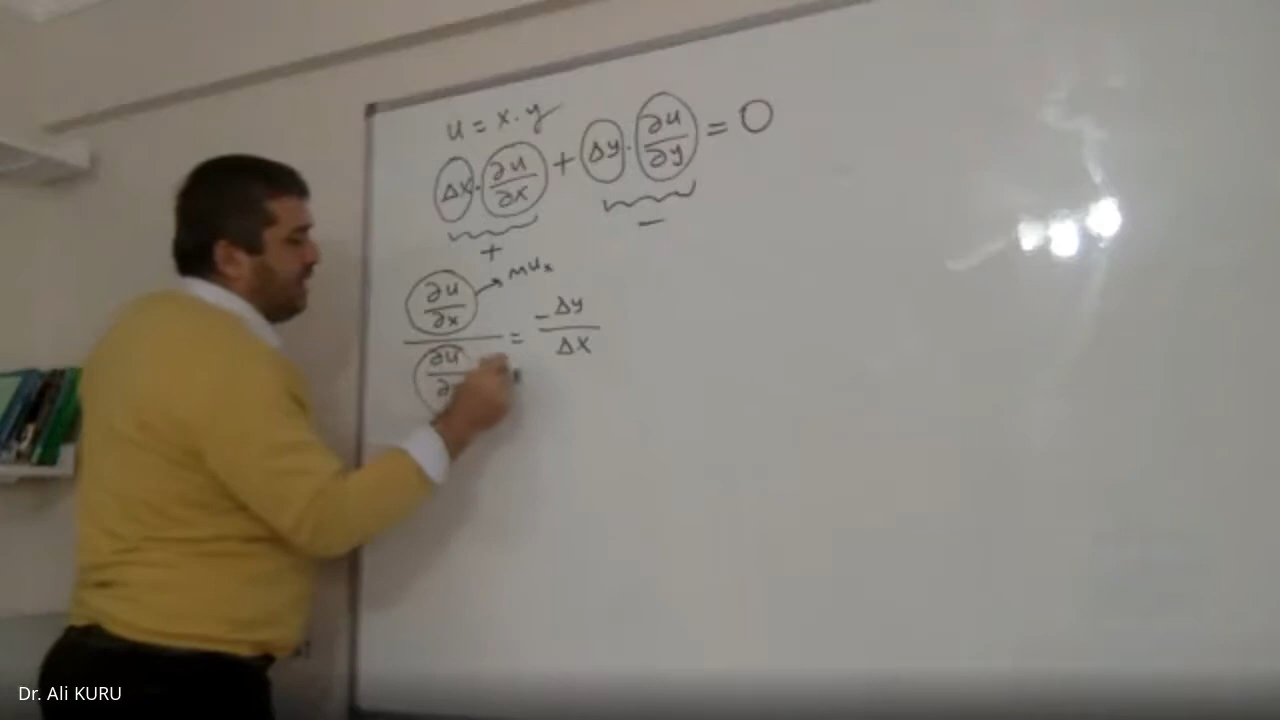 u = x . y
Δx . ∂u/∂x + Δy . ∂u/∂y = 0
+ −
∂u/∂x → MUx
= −Δy/Δx
∂u
Dr. Ali KURU